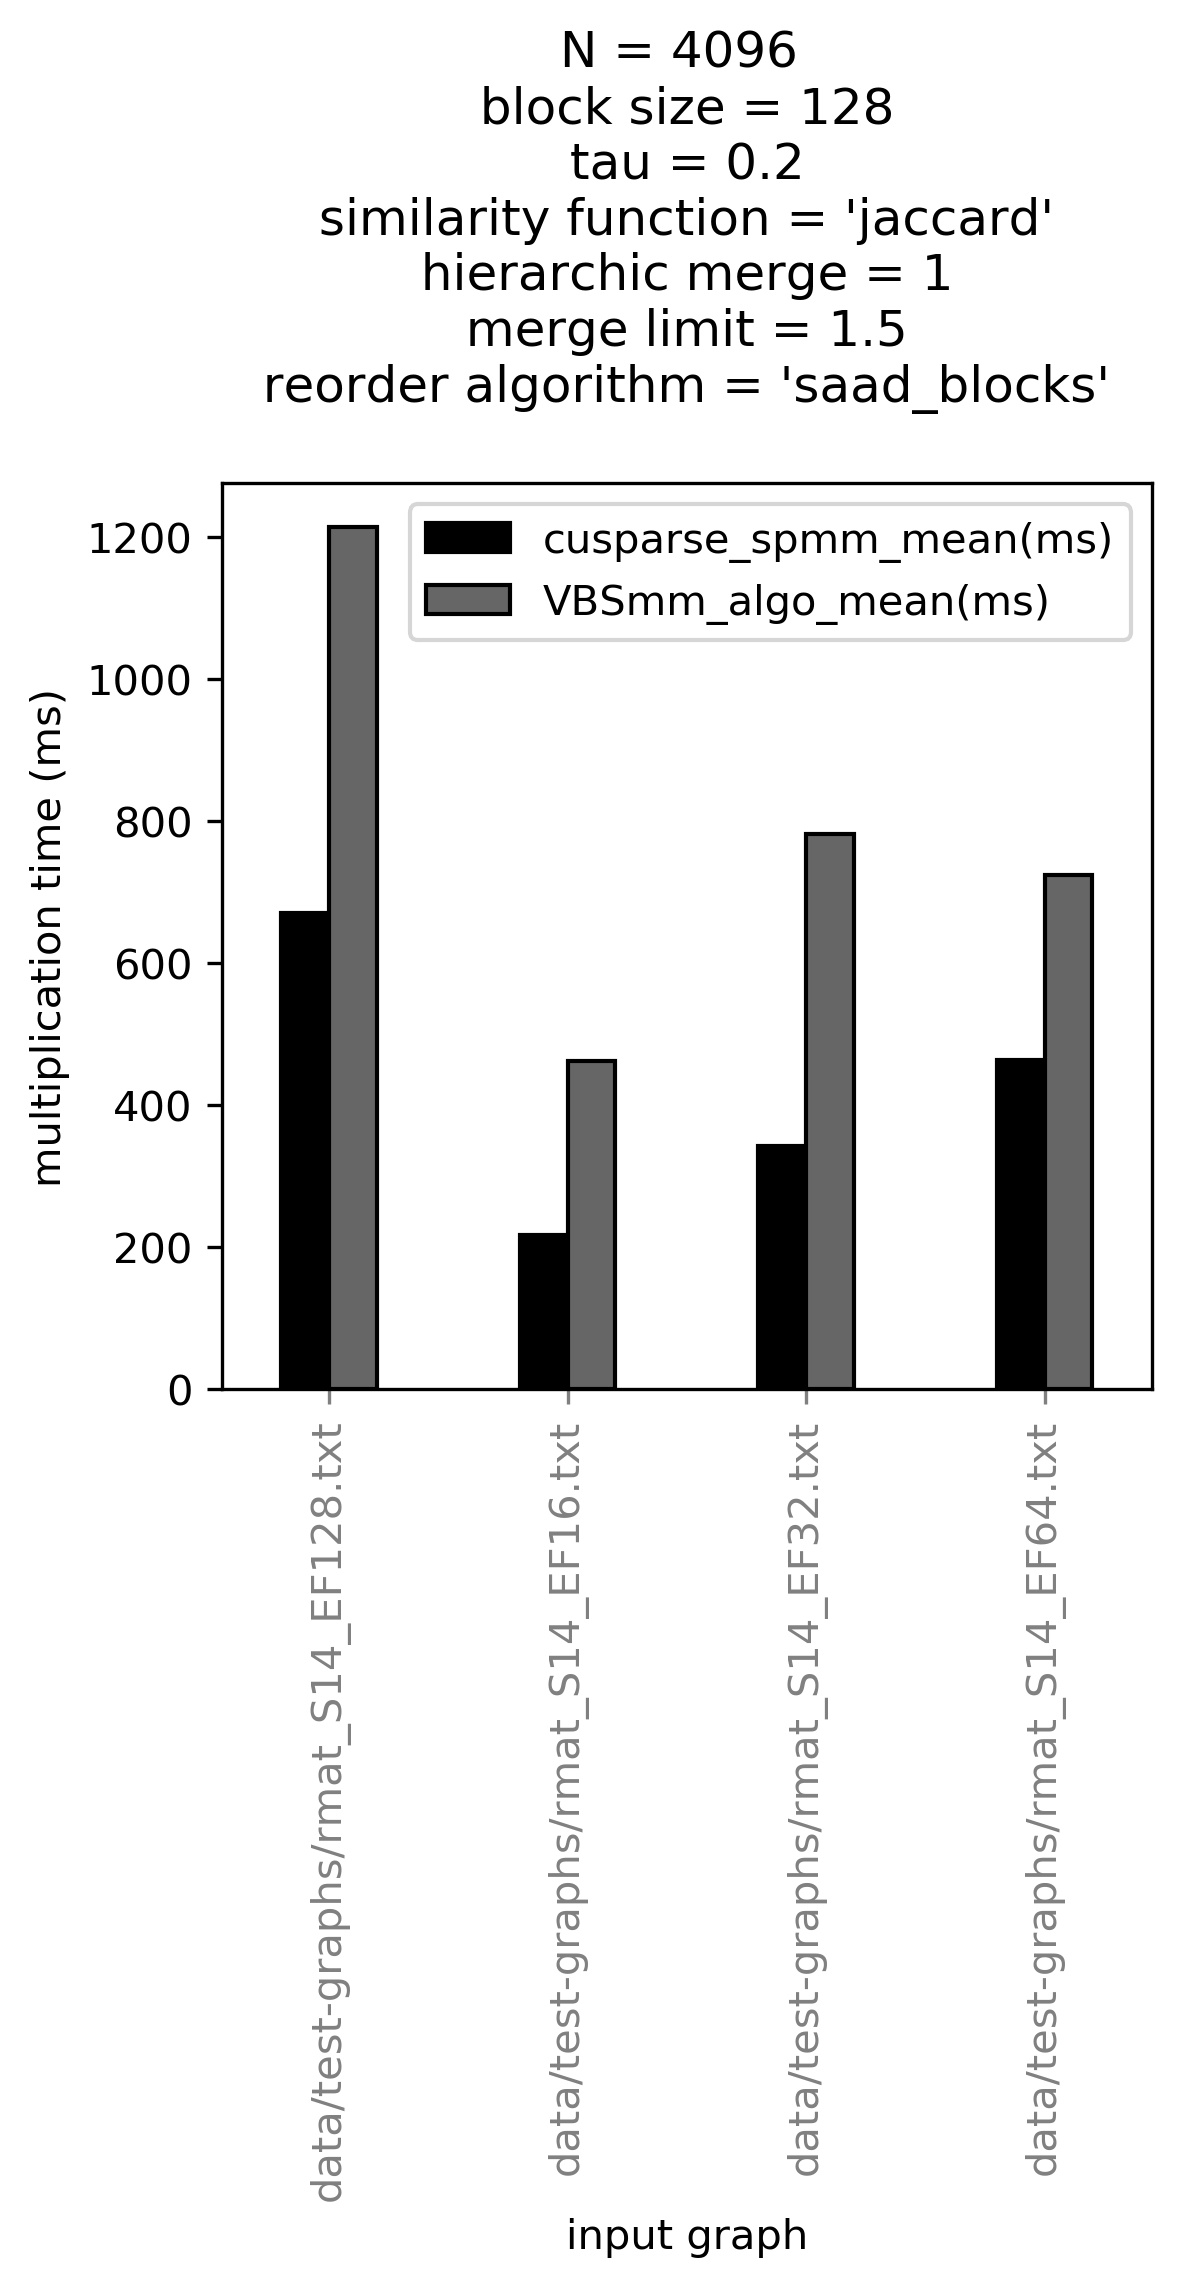 N = 4096
block size = 128
tau = 0.2
similarity function = 'jaccard'
hierarchic merge = 1
merge limit = 1.5
reorder algorithm = 'saad_blocks'
cusparse_spmm_mean(ms)
VBSmm_algo_mean(ms)
multiplication time (ms)
1200
1000
800
600
400
200
0
data/test-graphs/rmat_S14_EF128.txt
data/test-graphs/rmat_S14_EF16.txt
data/test-graphs/rmat_S14_EF32.txt
data/test-graphs/rmat_S14_EF64.txt
input graph